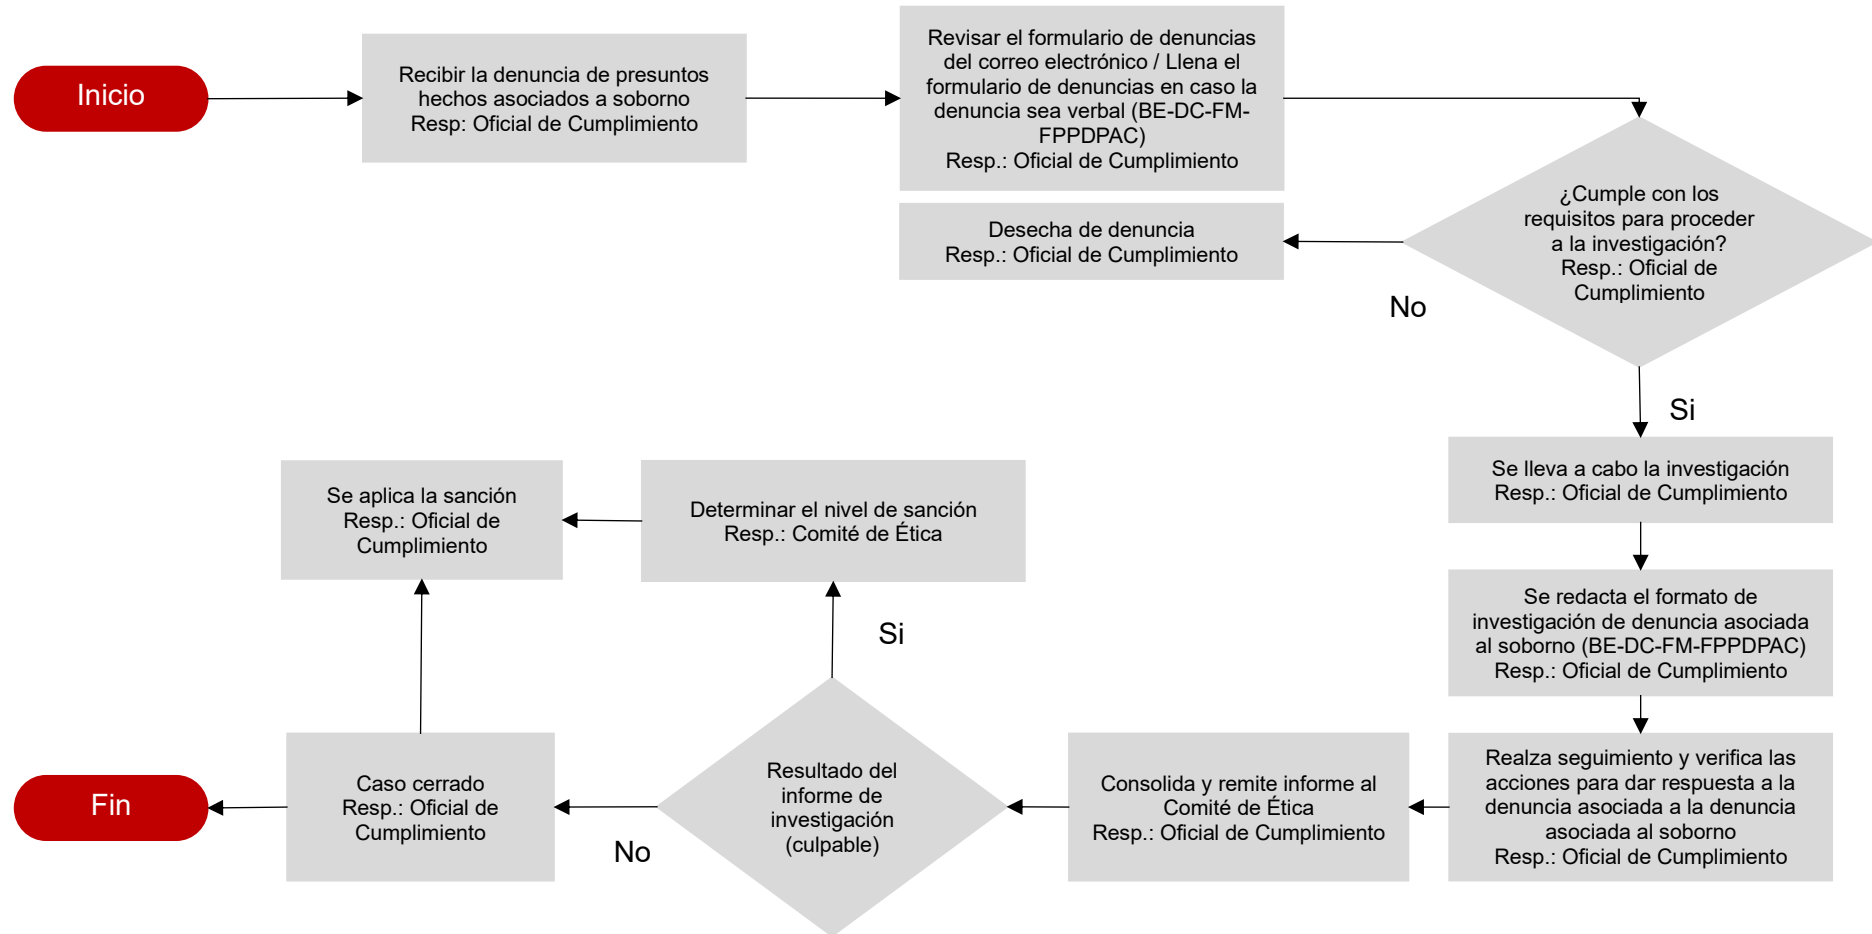 Inicio
Recibir la denuncia de presuntos
hechos asociados a soborno
Resp: Oficial de Cumplimiento
Revisar el formulario de denuncias
del correo electrónico / Llena el
formulario de denuncias en caso la
denuncia sea verbal (BE-DC-FM-
FPPDPAC)
Resp.: Oficial de Cumplimiento
¿Cumple con los
requisitos para proceder
a la investigación?
Resp.: Oficial de
Cumplimiento
No
Desecha de denuncia
Resp.: Oficial de Cumplimiento
Si
Se lleva a cabo la investigación
Resp.: Oficial de Cumplimiento
Se redacta el formato de
investigación de denuncia asociada
al soborno (BE-DC-FM-FPPDPAC)
Resp.: Oficial de Cumplimiento
Realza seguimiento y verifica las
acciones para dar respuesta a la
denuncia asociada a la denuncia
asociada al soborno
Resp.: Oficial de Cumplimiento
Consolida y remite informe al
Comité de Ética
Resp.: Oficial de Cumplimiento
Resultado del
informe de
investigación
(culpable)
Si
Determinar el nivel de sanción
Resp.: Comité de Ética
Se aplica la sanción
Resp.: Oficial de
Cumplimiento
No
Caso cerrado
Resp.: Oficial de
Cumplimiento
Fin